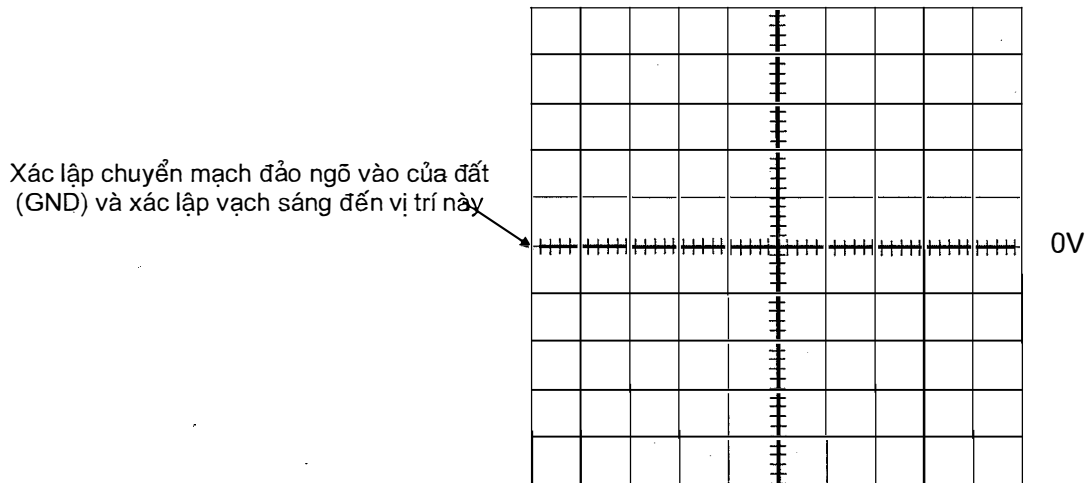 Xác lập chuyển mạch đảo ngõ vào của đất
(GND) và xác lập vạch sáng đến vị trí này
0V